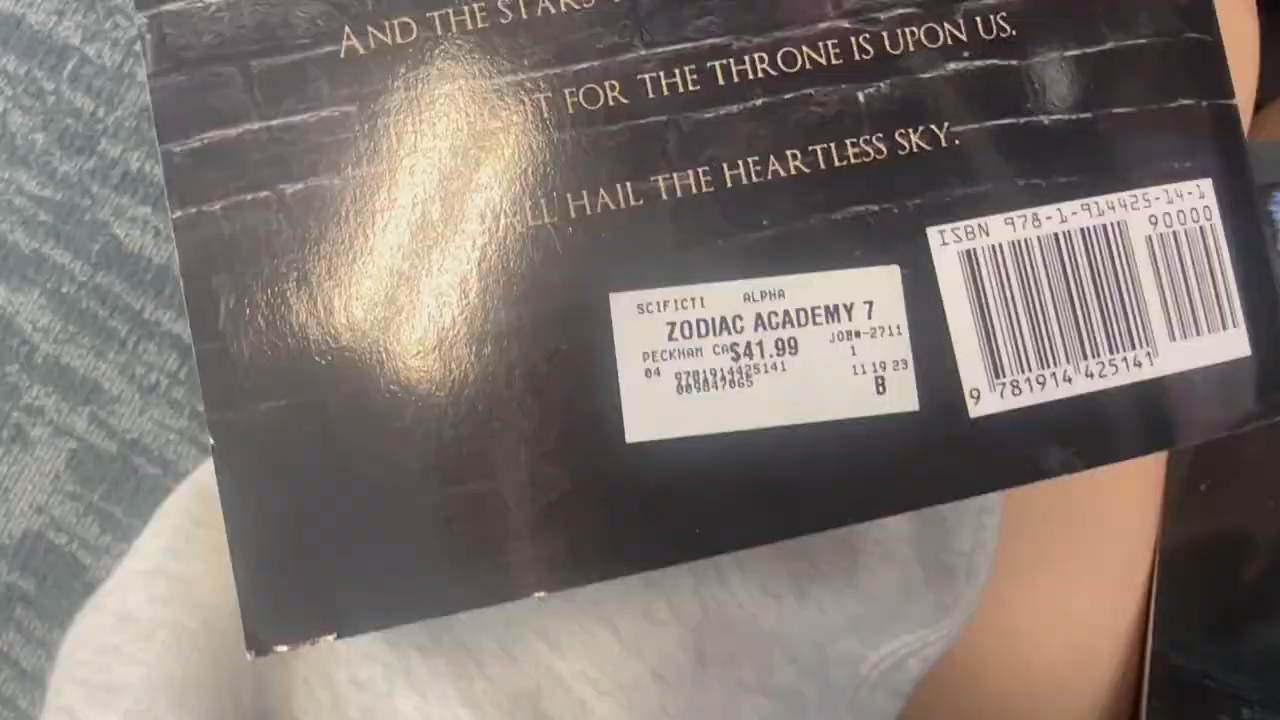 AND THE STARS
FOR THE THRONE IS UPON US.
ALL HAIL THE HEARTLESS SKY.
SCIFICTI ALPHA
ZODIAC ACADEMY 7
PECKHAM CA $41.99 JOB#-2711
04 9781914425141 1 11 19 23
009847065 B
ISBN 978-1-914425-14-1
90000
9 781914 425141